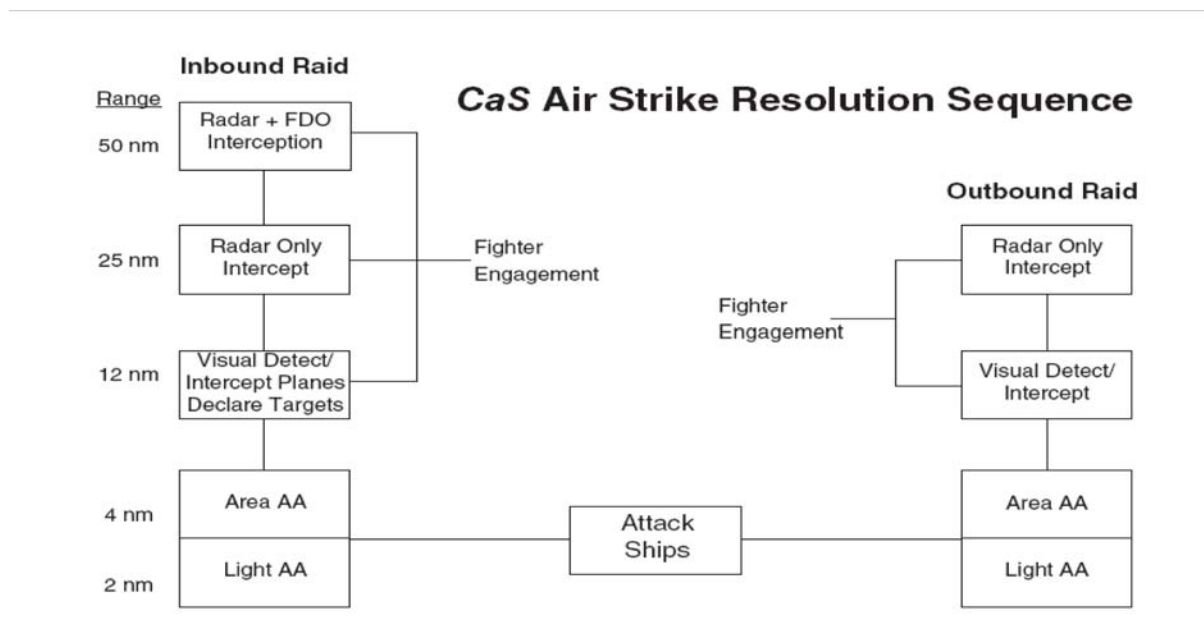 Inbound Raid
CaS Air Strike Resolution Sequence
Range
50 nm
Radar + FDO
Interception
25 nm
Radar Only
Intercept
Fighter
Engagement
12 nm
Visual Detect/
Intercept Planes
Declare Targets
4 nm
Area AA
2 nm
Light AA
Attack
Ships
Outbound Raid
Radar Only
Intercept
Fighter
Engagement
Visual Detect/
Intercept
Area AA
Light AA